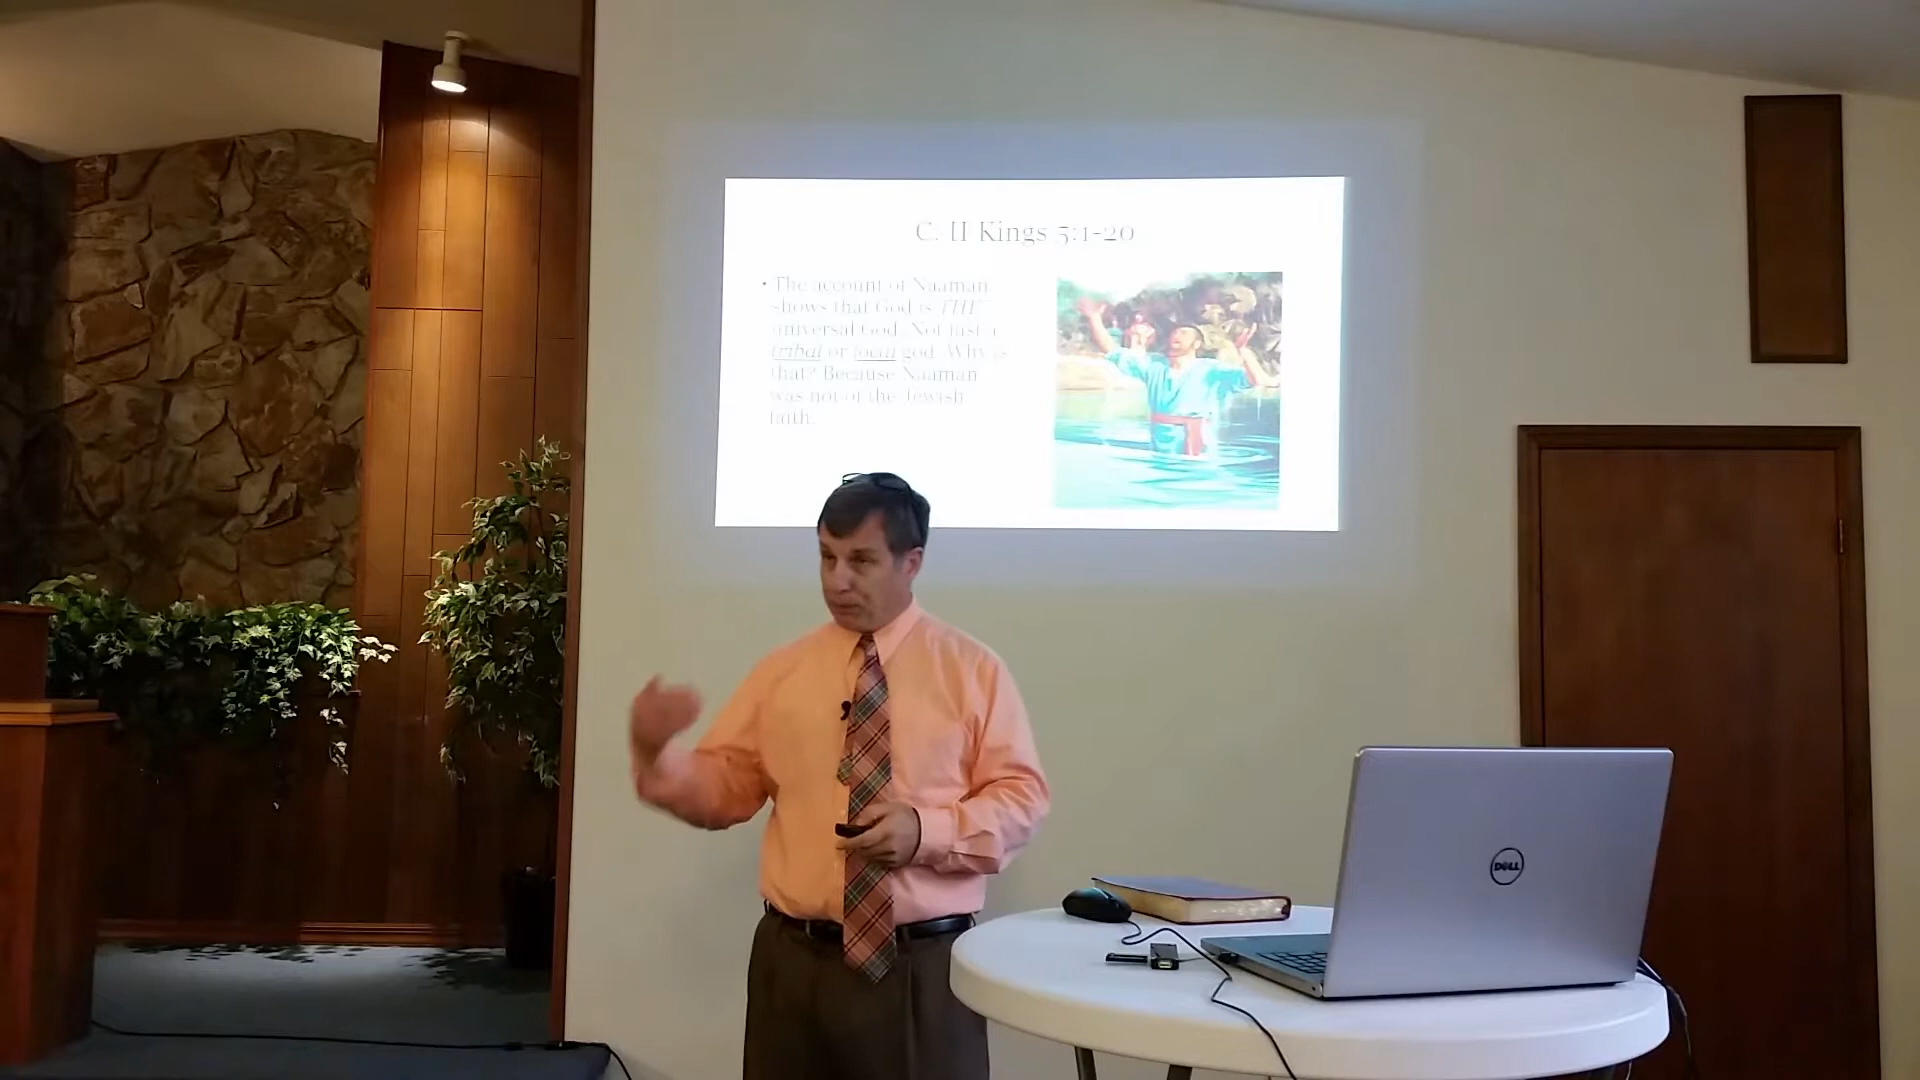 C. II Kings 5:1-20
• The account of Naaman
shows that God is THE
universal God. Not just a
tribal or local god. Why is
that? Because Naaman
was not of the Jewish
faith.
DELL